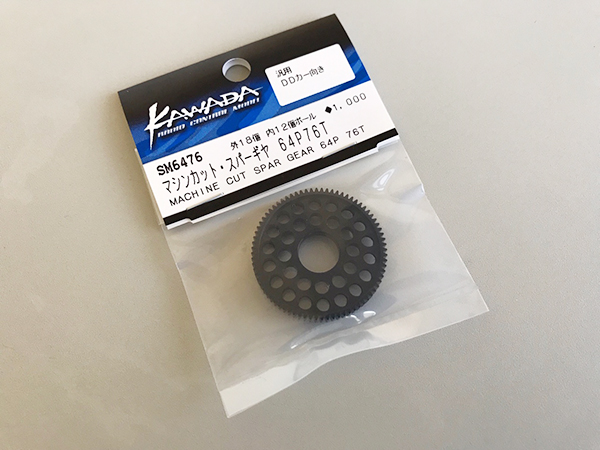 KAWADA
RADIO CONTROL MODEL
汎用
DDカー向き
SM6476
外18個 内12個ボール
◆1,000
マシンカット・スパーギヤ 64P76T
MACHINE CUT SPAR GEAR 64P 76T